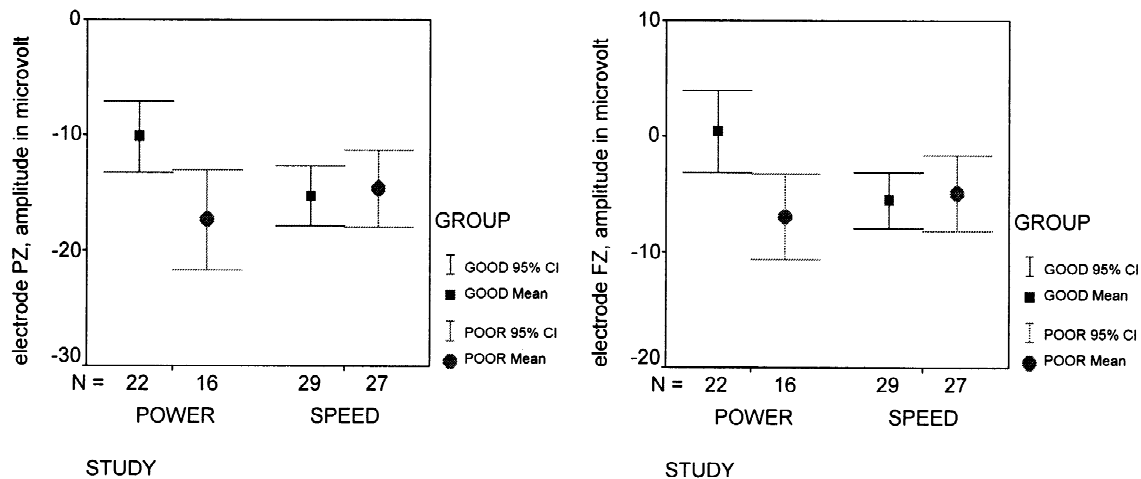 electrode PZ, amplitude in microvolt
-0
-10
-20
-30
N = 22 16 29 27
POWER SPEED
STUDY
GROUP
GOOD 95% CI
GOOD Mean
POOR 95% CI
POOR Mean
electrode FZ, amplitude in microvolt
10
0
-10
-20
N = 22 16 29 27
POWER SPEED
STUDY
GROUP
GOOD 95% CI
GOOD Mean
POOR 95% CI
POOR Mean